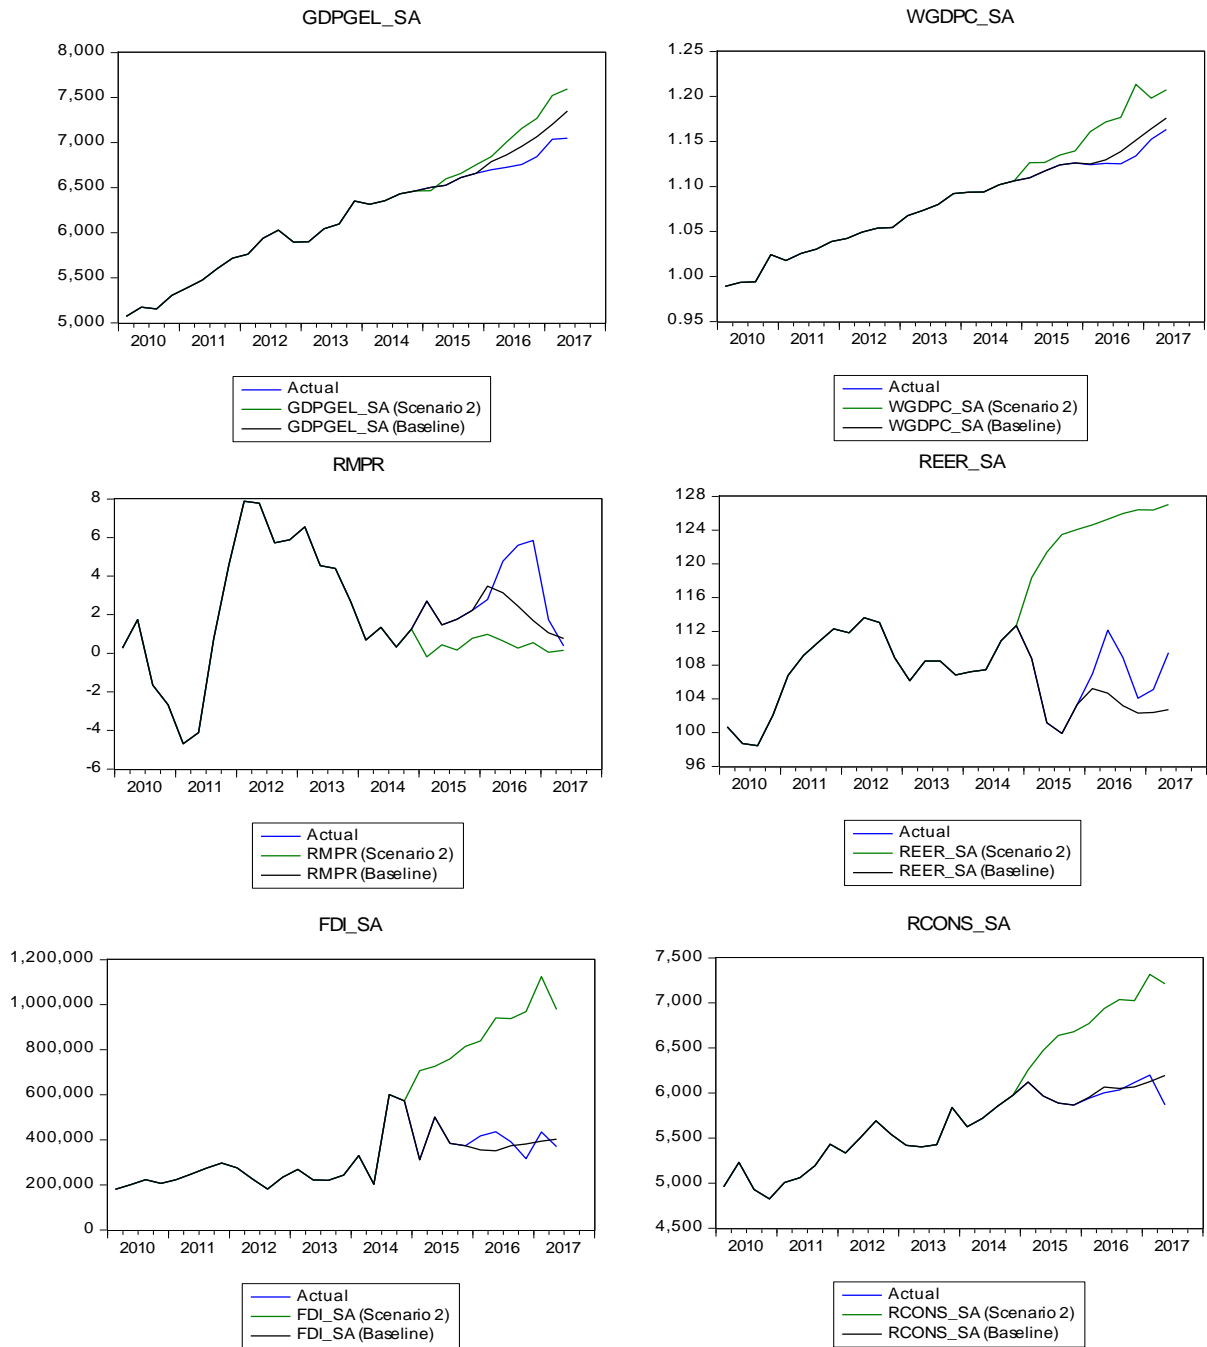 GDPGEL_SA
8,000
7,500
7,000
6,500
6,000
5,500
5,000
2010 2011 2012 2013 2014 2015 2016 2017
Actual
GDPGEL_SA (Scenario 2)
GDPGEL_SA (Baseline)
WGDPC_SA
1.25
1.20
1.15
1.10
1.05
1.00
0.95
2010 2011 2012 2013 2014 2015 2016 2017
Actual
WGDPC_SA (Scenario 2)
WGDPC_SA (Baseline)
RMPR
8
6
4
2
0
-2
-4
-6
2010 2011 2012 2013 2014 2015 2016 2017
Actual
RMPR (Scenario 2)
RMPR (Baseline)
REER_SA
128
124
120
116
112
108
104
100
96
2010 2011 2012 2013 2014 2015 2016 2017
Actual
REER_SA (Scenario 2)
REER_SA (Baseline)
FDI_SA
1,200,000
1,000,000
800,000
600,000
400,000
200,000
0
2010 2011 2012 2013 2014 2015 2016 2017
Actual
FDI_SA (Scenario 2)
FDI_SA (Baseline)
RCONS_SA
7,500
7,000
6,500
6,000
5,500
5,000
4,500
2010 2011 2012 2013 2014 2015 2016 2017
Actual
RCONS_SA (Scenario 2)
RCONS_SA (Baseline)